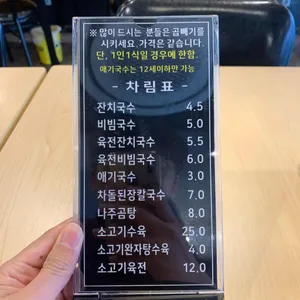 ※ 많이 드시는 분들은 곱빼기를
시키세요.가격은 같습니다.
단, 1인1식일 경우에 한함.
애기국수는 12세이하만 가능
- 차림표 -
잔치국수 4.5
비빔국수 5.0
육전잔치국수 5.5
육전비빔국수 6.0
애기국수 3.0
차돌된장칼국수 7.0
나주곰탕 8.0
소고기수육 25.0
소고기완자탕수육 4.0
소고기육전 12.0